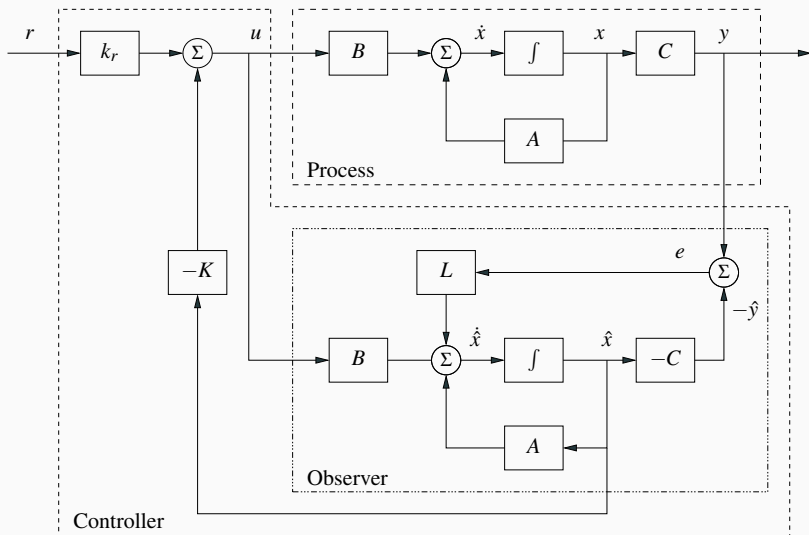 r
k_r
Σ
u
B
Σ
ẋ
∫
x
C
y
A
Process
−K
L
e
Σ
−ŷ
B
Σ
x̂̇
∫
x̂
−C
A
Observer
Controller